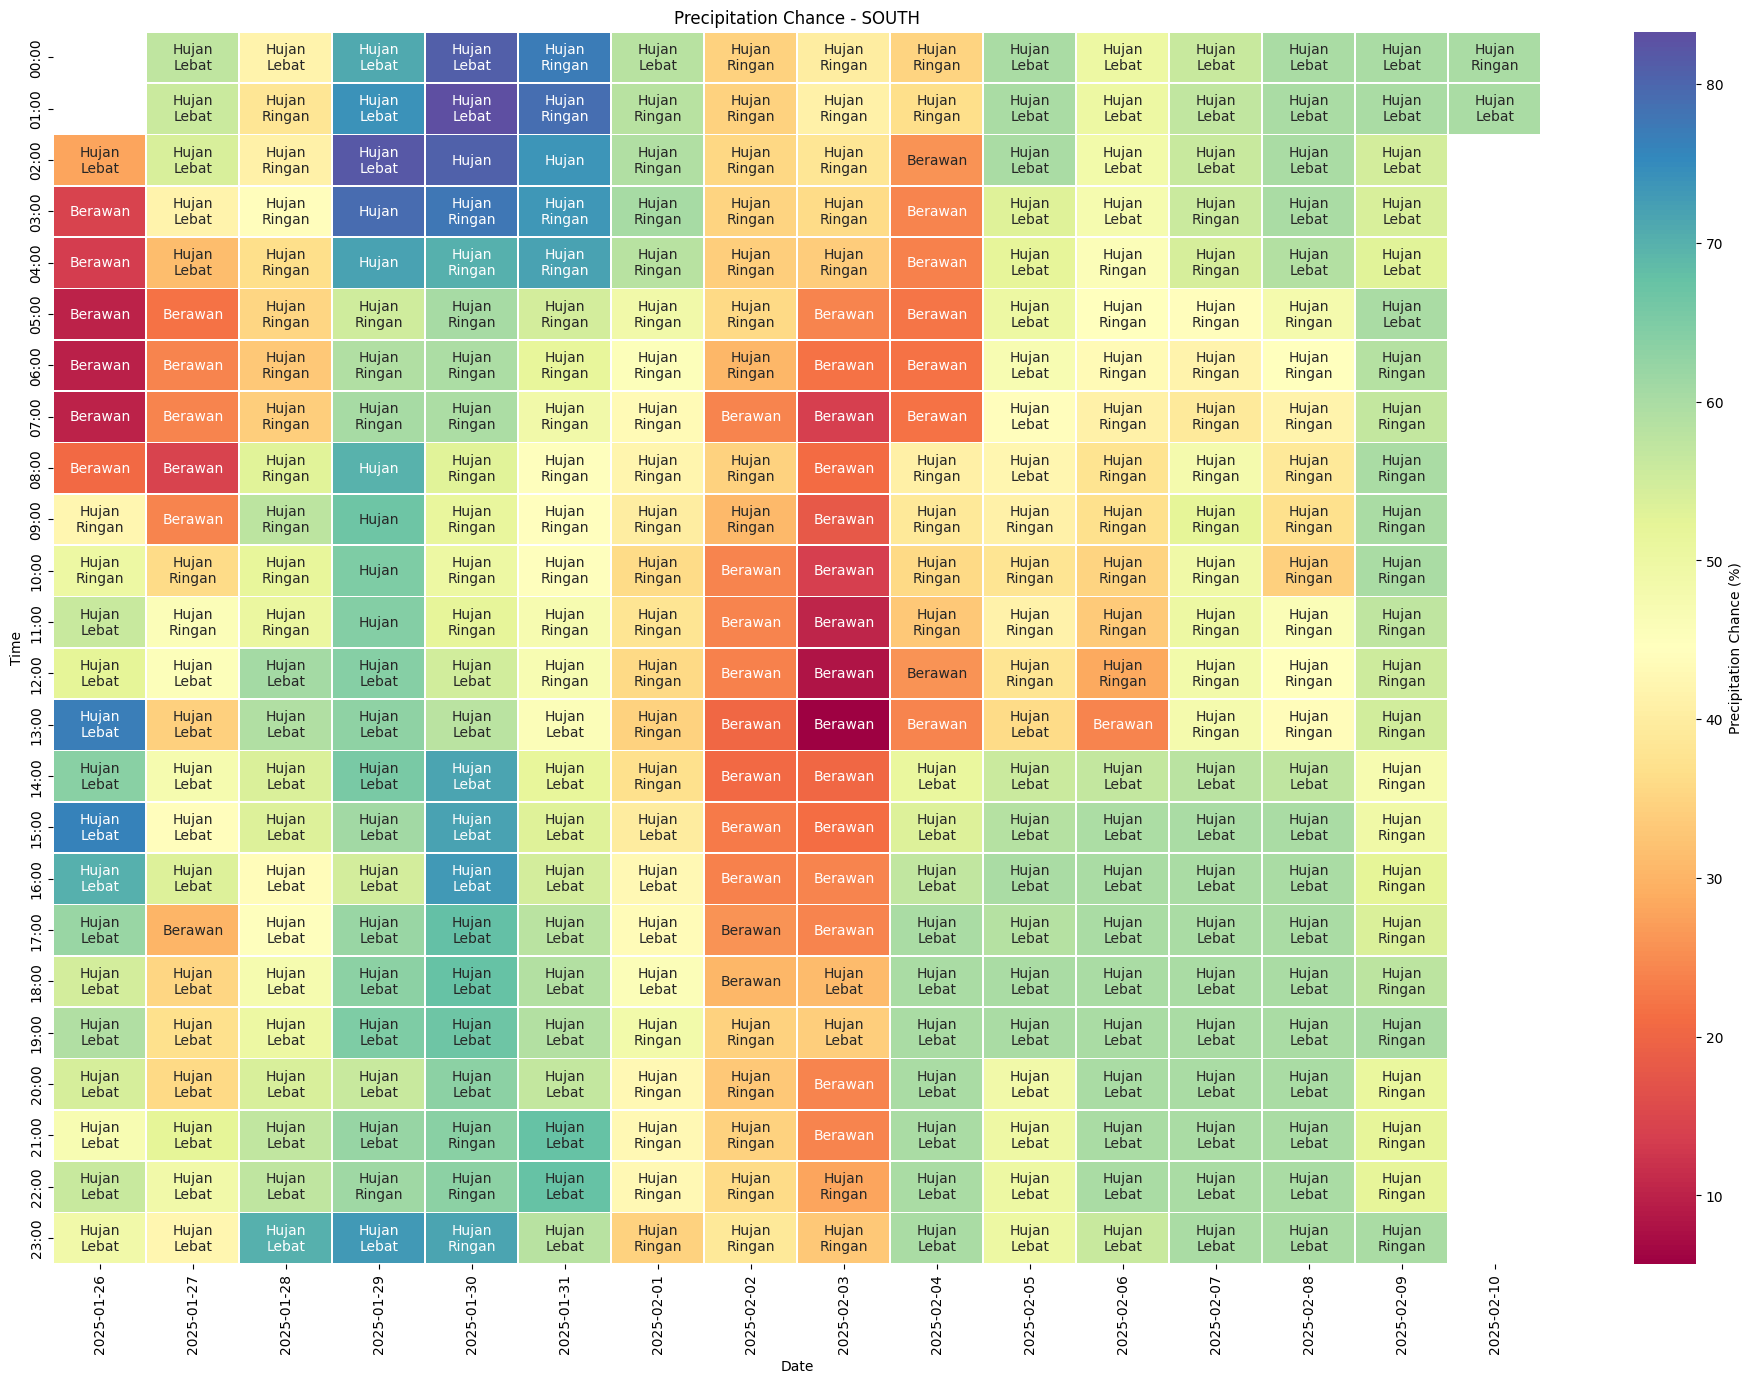 Precipitation Chance - SOUTH
00:00 Hujan Lebat Hujan Lebat Hujan Lebat Hujan Lebat Hujan Ringan Hujan Lebat Hujan Ringan Hujan Ringan Hujan Ringan Hujan Lebat Hujan Lebat Hujan Lebat Hujan Lebat Hujan Lebat Hujan Ringan
01:00 Hujan Lebat Hujan Ringan Hujan Lebat Hujan Lebat Hujan Ringan Hujan Ringan Hujan Ringan Hujan Ringan Hujan Ringan Hujan Lebat Hujan Lebat Hujan Lebat Hujan Lebat Hujan Lebat Hujan Lebat
02:00 Hujan Lebat Hujan Lebat Hujan Ringan Hujan Lebat Hujan Hujan Hujan Ringan Hujan Ringan Hujan Ringan Berawan Hujan Lebat Hujan Lebat Hujan Lebat Hujan Lebat Hujan Lebat
03:00 Berawan Hujan Lebat Hujan Ringan Hujan Hujan Ringan Hujan Ringan Hujan Ringan Hujan Ringan Hujan Ringan Berawan Hujan Lebat Hujan Lebat Hujan Ringan Hujan Lebat Hujan Lebat
04:00 Berawan Hujan Lebat Hujan Ringan Hujan Hujan Ringan Hujan Ringan Hujan Ringan Hujan Ringan Hujan Ringan Berawan Hujan Lebat Hujan Ringan Hujan Ringan Hujan Lebat Hujan Lebat
05:00 Berawan Berawan Hujan Ringan Hujan Ringan Hujan Ringan Hujan Ringan Hujan Ringan Hujan Ringan Berawan Berawan Hujan Lebat Hujan Ringan Hujan Ringan Hujan Ringan Hujan Lebat
06:00 Berawan Berawan Hujan Ringan Hujan Ringan Hujan Ringan Hujan Ringan Hujan Ringan Hujan Ringan Berawan Berawan Hujan Lebat Hujan Ringan Hujan Ringan Hujan Ringan Hujan Ringan
07:00 Berawan Berawan Hujan Ringan Hujan Ringan Hujan Ringan Hujan Ringan Hujan Ringan Berawan Berawan Berawan Hujan Lebat Hujan Ringan Hujan Ringan Hujan Ringan Hujan Ringan
08:00 Berawan Berawan Hujan Ringan Hujan Hujan Ringan Hujan Ringan Hujan Ringan Hujan Ringan Berawan Hujan Ringan Hujan Lebat Hujan Ringan Hujan Ringan Hujan Ringan Hujan Ringan
09:00 Hujan Ringan Berawan Hujan Ringan Hujan Hujan Ringan Hujan Ringan Hujan Ringan Hujan Ringan Berawan Hujan Ringan Hujan Ringan Hujan Ringan Hujan Ringan Hujan Ringan Hujan Ringan
10:00 Hujan Ringan Hujan Ringan Hujan Ringan Hujan Hujan Ringan Hujan Ringan Hujan Ringan Berawan Berawan Hujan Ringan Hujan Ringan Hujan Ringan Hujan Ringan Hujan Ringan Hujan Ringan
11:00 Hujan Lebat Hujan Ringan Hujan Ringan Hujan Hujan Ringan Hujan Ringan Hujan Ringan Berawan Berawan Hujan Ringan Hujan Ringan Hujan Ringan Hujan Ringan Hujan Ringan Hujan Ringan
12:00 Hujan Lebat Hujan Lebat Hujan Lebat Hujan Lebat Hujan Lebat Hujan Ringan Hujan Ringan Berawan Berawan Berawan Hujan Ringan Hujan Ringan Hujan Ringan Hujan Ringan Hujan Ringan
13:00 Hujan Lebat Hujan Lebat Hujan Lebat Hujan Lebat Hujan Lebat Hujan Lebat Hujan Ringan Berawan Berawan Berawan Hujan Lebat Berawan Hujan Ringan Hujan Ringan Hujan Ringan
14:00 Hujan Lebat Hujan Lebat Hujan Lebat Hujan Lebat Hujan Lebat Hujan Lebat Hujan Ringan Berawan Berawan Hujan Lebat Hujan Lebat Hujan Lebat Hujan Lebat Hujan Lebat Hujan Ringan
15:00 Hujan Lebat Hujan Lebat Hujan Lebat Hujan Lebat Hujan Lebat Hujan Lebat Hujan Lebat Berawan Berawan Hujan Lebat Hujan Lebat Hujan Lebat Hujan Lebat Hujan Lebat Hujan Ringan
16:00 Hujan Lebat Hujan Lebat Hujan Lebat Hujan Lebat Hujan Lebat Hujan Lebat Hujan Lebat Berawan Berawan Hujan Lebat Hujan Lebat Hujan Lebat Hujan Lebat Hujan Lebat Hujan Ringan
17:00 Hujan Lebat Berawan Hujan Lebat Hujan Lebat Hujan Lebat Hujan Lebat Hujan Lebat Berawan Berawan Hujan Lebat Hujan Lebat Hujan Lebat Hujan Lebat Hujan Lebat Hujan Ringan
18:00 Hujan Lebat Hujan Lebat Hujan Lebat Hujan Lebat Hujan Lebat Hujan Lebat Hujan Lebat Berawan Hujan Lebat Hujan Lebat Hujan Lebat Hujan Lebat Hujan Lebat Hujan Lebat Hujan Ringan
19:00 Hujan Lebat Hujan Lebat Hujan Lebat Hujan Lebat Hujan Lebat Hujan Lebat Hujan Ringan Hujan Ringan Hujan Lebat Hujan Lebat Hujan Lebat Hujan Lebat Hujan Lebat Hujan Lebat Hujan Ringan
20:00 Hujan Lebat Hujan Lebat Hujan Lebat Hujan Lebat Hujan Lebat Hujan Lebat Hujan Ringan Hujan Ringan Berawan Hujan Lebat Hujan Lebat Hujan Lebat Hujan Lebat Hujan Lebat Hujan Ringan
21:00 Hujan Lebat Hujan Lebat Hujan Lebat Hujan Lebat Hujan Ringan Hujan Lebat Hujan Ringan Hujan Ringan Berawan Hujan Lebat Hujan Lebat Hujan Lebat Hujan Lebat Hujan Lebat Hujan Ringan
22:00 Hujan Lebat Hujan Lebat Hujan Lebat Hujan Ringan Hujan Ringan Hujan Lebat Hujan Ringan Hujan Ringan Hujan Ringan Hujan Lebat Hujan Lebat Hujan Lebat Hujan Lebat Hujan Lebat Hujan Ringan
23:00 Hujan Lebat Hujan Lebat Hujan Lebat Hujan Lebat Hujan Ringan Hujan Lebat Hujan Ringan Hujan Ringan Hujan Ringan Hujan Lebat Hujan Lebat Hujan Lebat Hujan Lebat Hujan Lebat Hujan Ringan
Time
2025-01-26 2025-01-27 2025-01-28 2025-01-29 2025-01-30 2025-01-31 2025-02-01 2025-02-02 2025-02-03 2025-02-04 2025-02-05 2025-02-06 2025-02-07 2025-02-08 2025-02-09 2025-02-10
Date
80
70
60
50
40
30
20
10
Precipitation Chance (%)